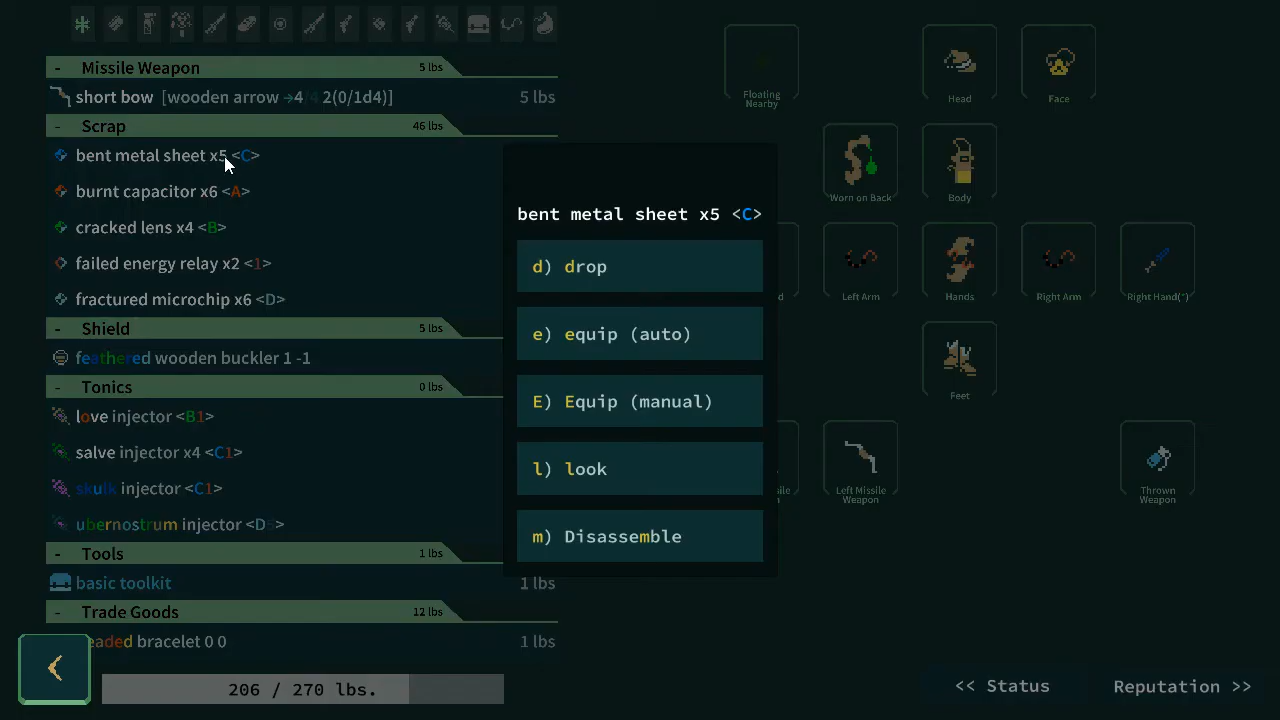 - Missile Weapon 5 lbs
short bow [wooden arrow →4/4 2(0/1d4)] 5 lbs
- Scrap 46 lbs
bent metal sheet x5 <C>
burnt capacitor x6 <A>
cracked lens x4 <B>
failed energy relay x2 <1>
fractured microchip x6 <D>
- Shield 5 lbs
feathered wooden buckler 1 -1
- Tonics 0 lbs
love injector <B1>
salve injector x4 <C1>
skulk injector <C1>
ubernostrum injector <D5>
- Tools 1 lbs
basic toolkit 1 lbs
- Trade Goods 12 lbs
eaded bracelet 0 0 1 lbs
206 / 270 lbs.
bent metal sheet x5 <C>
d) drop
e) equip (auto)
E) Equip (manual)
l) look
m) Disassemble
Floating Nearby
Head
Face
Worn on Back
Body
Left Arm
Hands
Right Arm
Right Hand(*)
Feet
Left Missile Weapon
Thrown Weapon
<< Status
Reputation >>